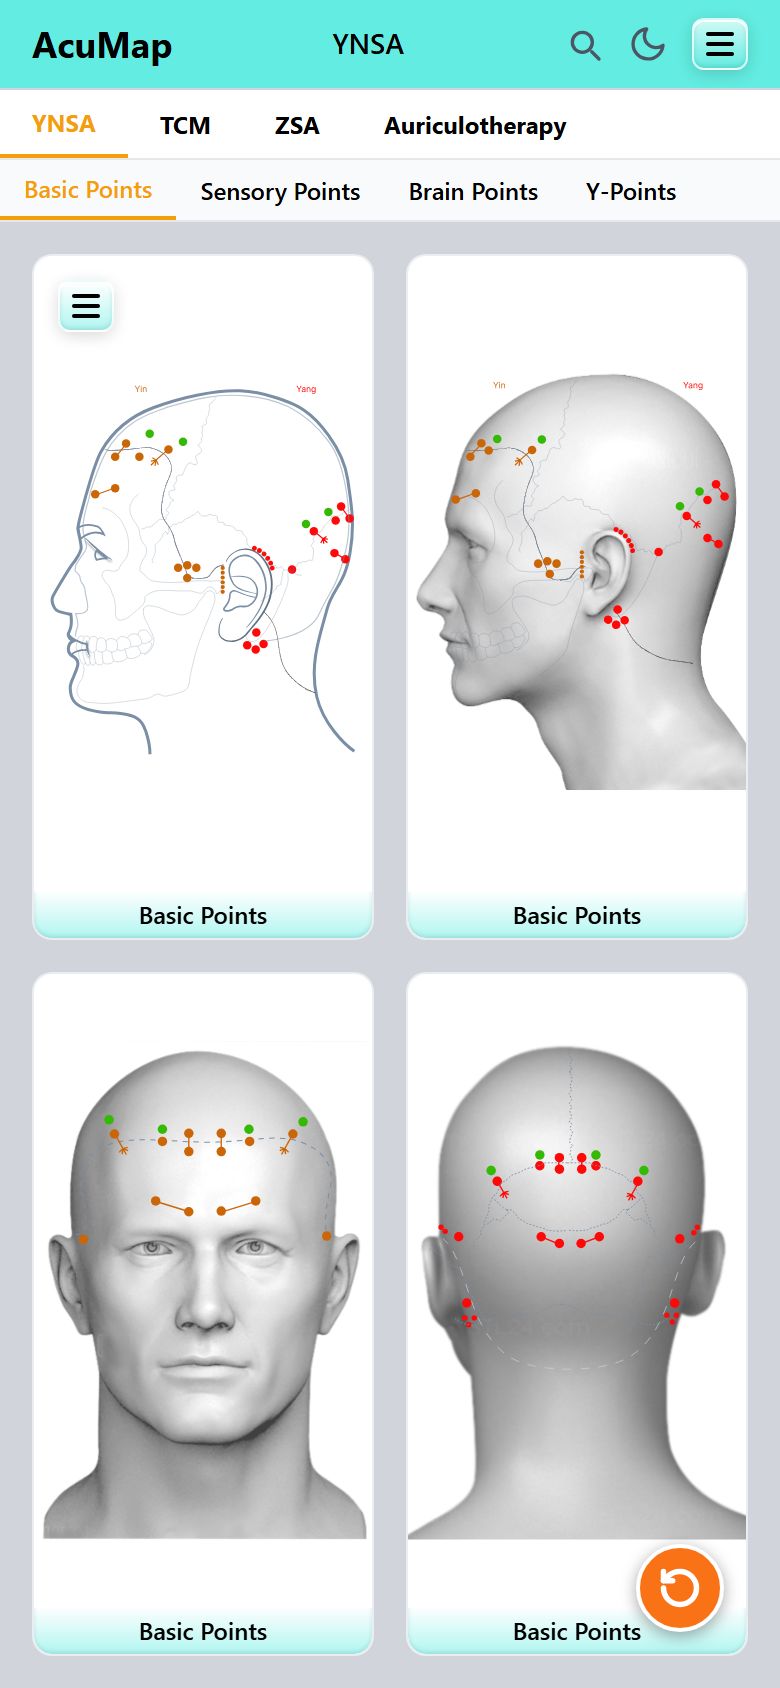 AcuMap
YNSA
YNSA TCM ZSA Auriculotherapy
Basic Points Sensory Points Brain Points Y-Points
Yin Yang
Yin Yang
Basic Points
Basic Points
Basic Points
Basic Points